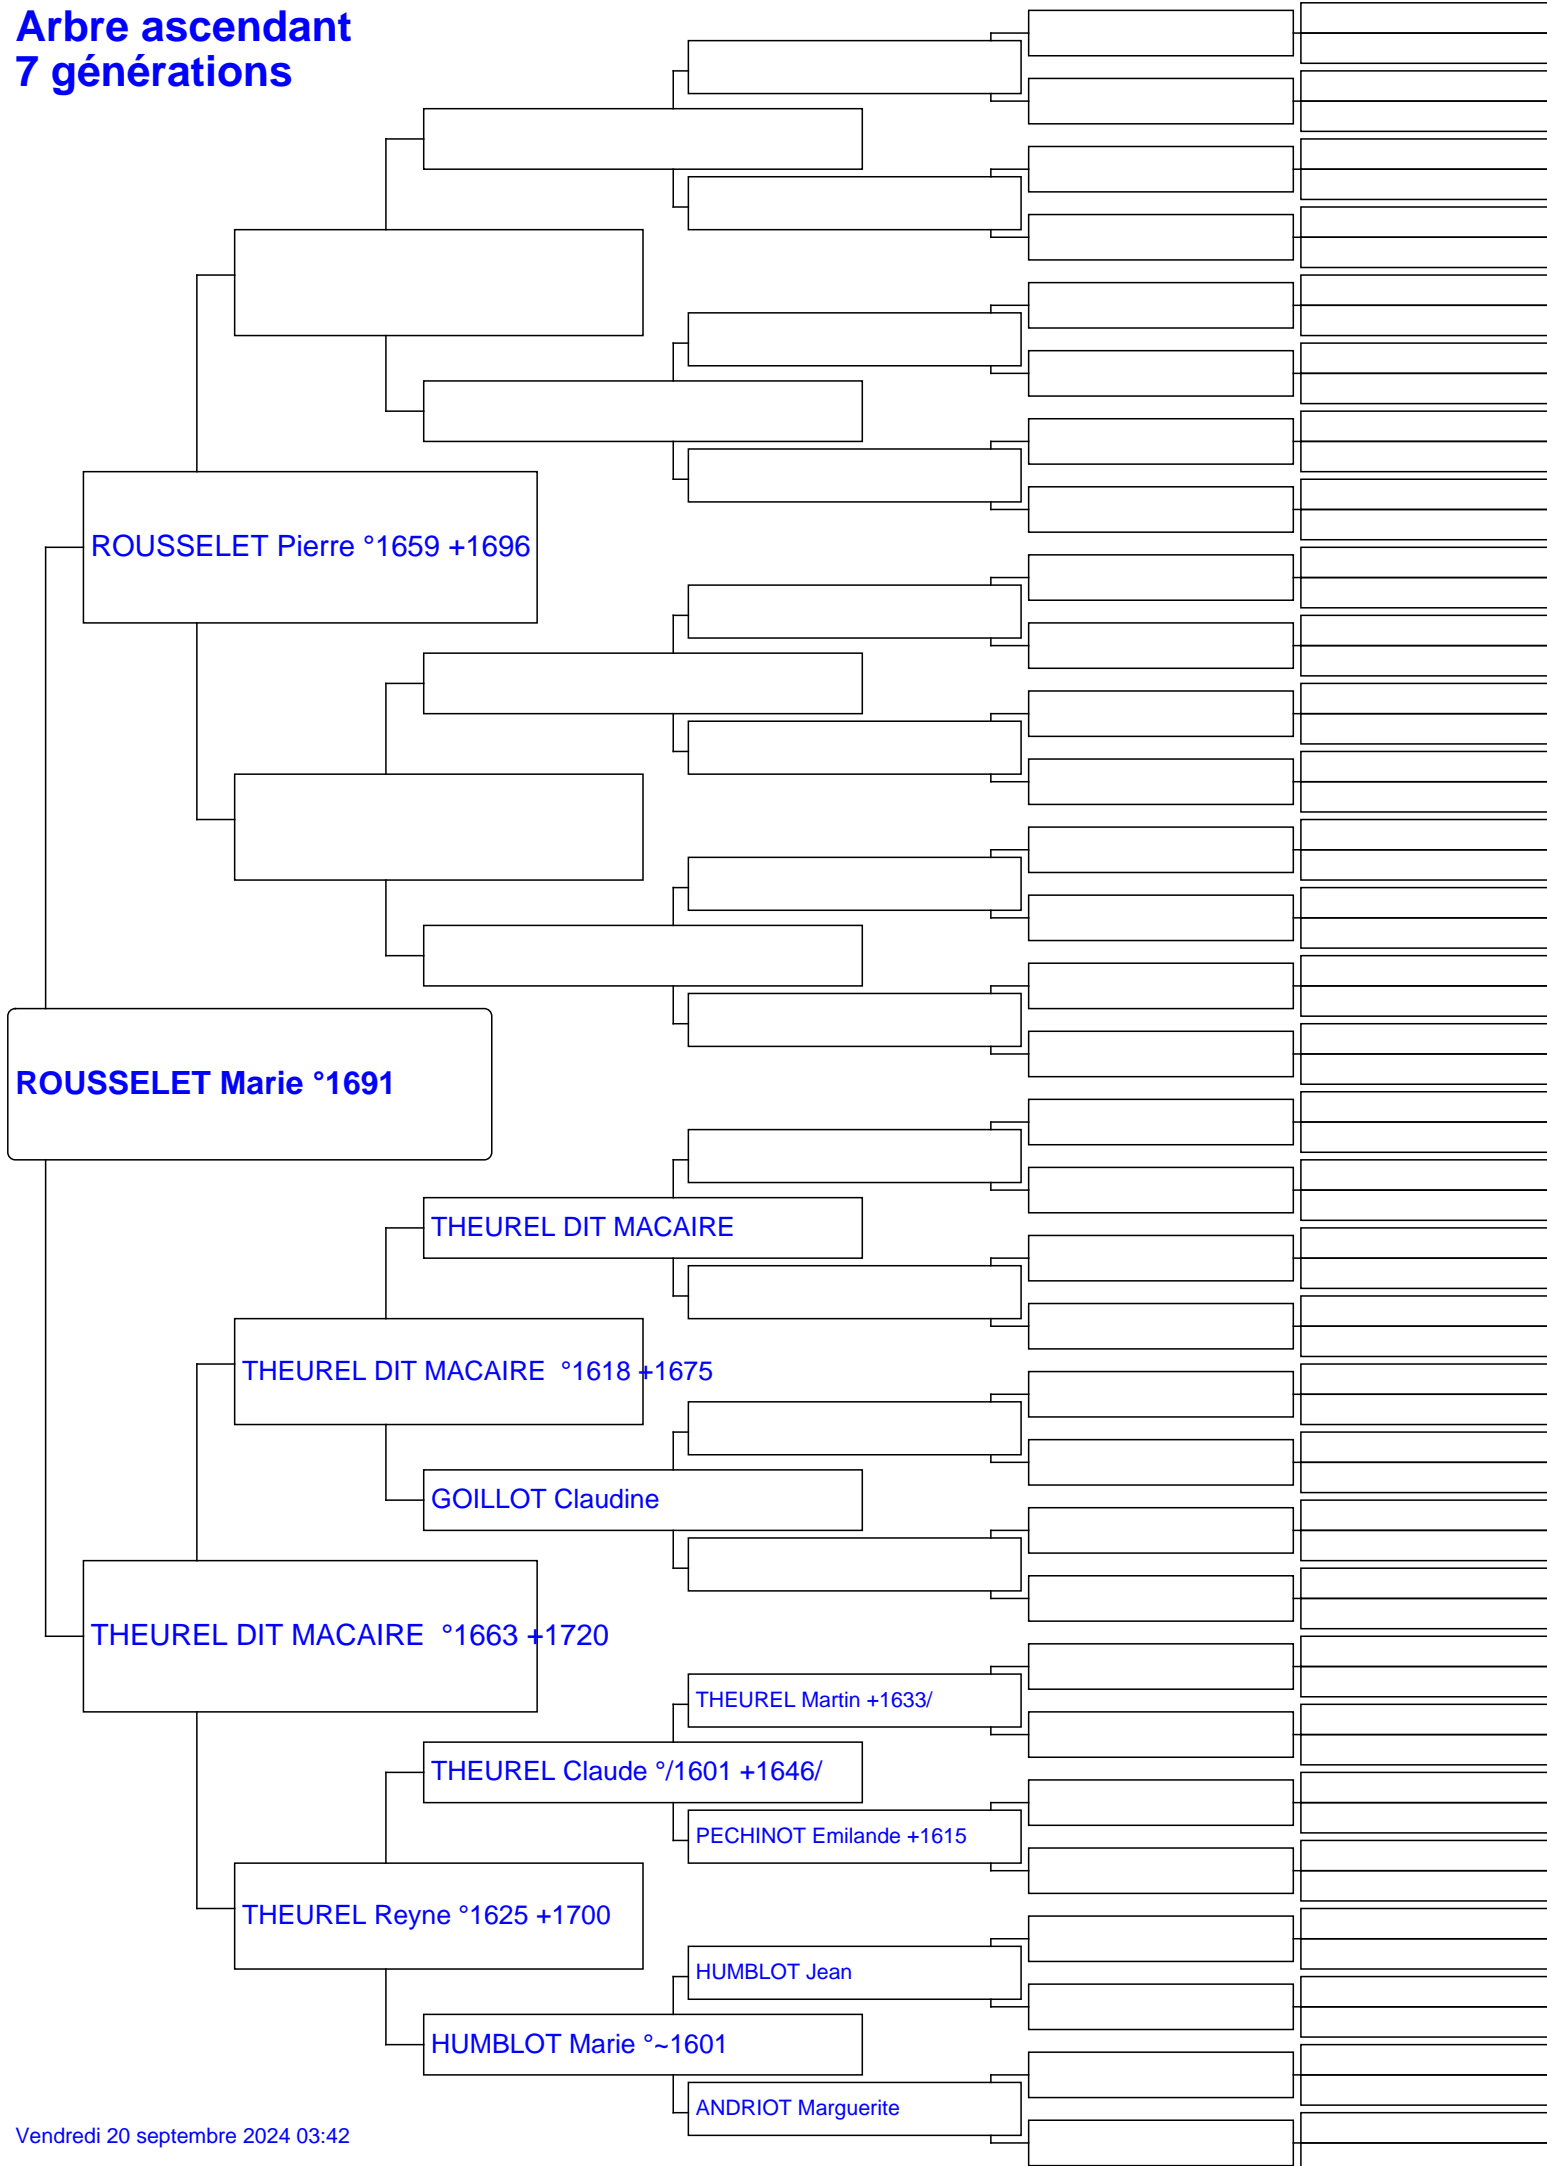 Arbre ascendant
7 générations
ROUSSELET Pierre °1659 +1696
ROUSSELET Marie °1691
THEUREL DIT MACAIRE
THEUREL DIT MACAIRE  °1618 +1675
GOILLOT Claudine
THEUREL DIT MACAIRE  °1663 +1720
THEUREL Martin +1633/
THEUREL Claude °/1601 +1646/
PECHINOT Emilande +1615
THEUREL Reyne °1625 +1700
HUMBLOT Jean
HUMBLOT Marie °~1601
ANDRIOT Marguerite
Vendredi 20 septembre 2024 03:42